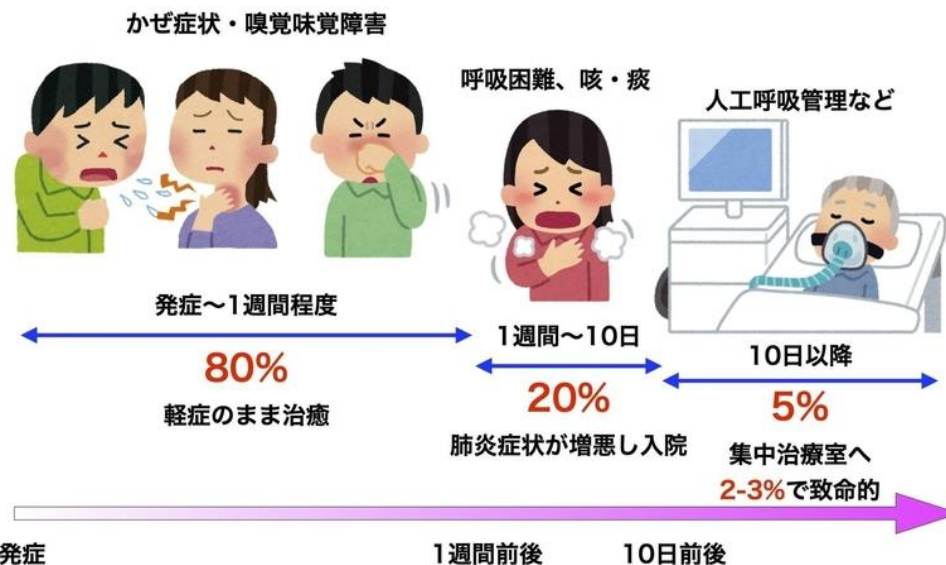 かぜ症状・嗅覚味覚障害
呼吸困難、咳・痰
人工呼吸管理など
発症〜1週間程度
80%
軽症のまま治癒
1週間〜10日
20%
肺炎症状が増悪し入院
10日以降
5%
集中治療室へ
2-3%で致命的
発症
1週間前後
10日前後